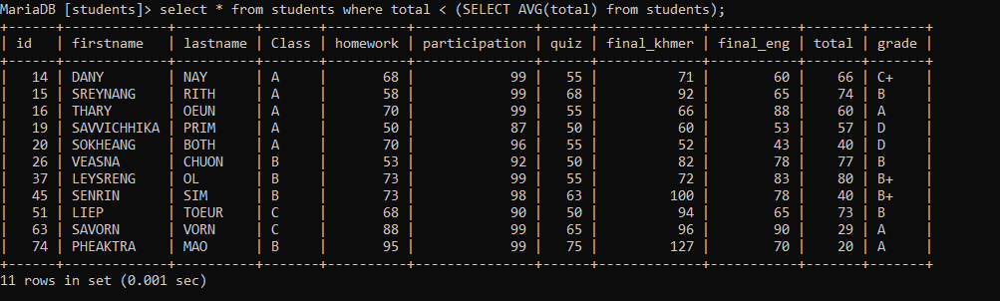 MariaDB [students]> select * from students where total < (SELECT AVG(total) from students);
+------+-------------+----------+-------+----------+---------------+------+-------------+-----------+-------+-------+
| id   | firstname   | lastname | Class | homework | participation | quiz | final_khmer | final_eng | total | grade |
+------+-------------+----------+-------+----------+---------------+------+-------------+-----------+-------+-------+
|   14 | DANY        | NAY      | A     |       68 |            99 |   55 |          71 |        60 |    66 | C+    |
|   15 | SREYNANG    | RITH     | A     |       58 |            99 |   68 |          92 |        65 |    74 | B     |
|   16 | THARY       | OEUN     | A     |       70 |            99 |   55 |          66 |        88 |    60 | A     |
|   19 | SAVVICHHIKA | PRIM     | A     |       50 |            87 |   50 |          60 |        53 |    57 | D     |
|   20 | SOKHEANG    | BOTH     | A     |       70 |            96 |   55 |          52 |        43 |    40 | D     |
|   26 | VEASNA      | CHUON    | B     |       53 |            92 |   50 |          82 |        78 |    77 | B     |
|   37 | LEYSRENG    | OL       | B     |       73 |            99 |   55 |          72 |        83 |    80 | B+    |
|   45 | SENRIN      | SIM      | B     |       73 |            98 |   63 |         100 |        78 |    40 | B+    |
|   51 | LIEP        | TOEUR    | C     |       68 |            90 |   50 |          94 |        65 |    73 | B     |
|   63 | SAVORN      | VORN     | C     |       88 |            99 |   65 |          96 |        90 |    29 | A     |
|   74 | PHEAKTRA    | MAO      | B     |       95 |            99 |   75 |         127 |        70 |    20 | A     |
+------+-------------+----------+-------+----------+---------------+------+-------------+-----------+-------+-------+
11 rows in set (0.001 sec)